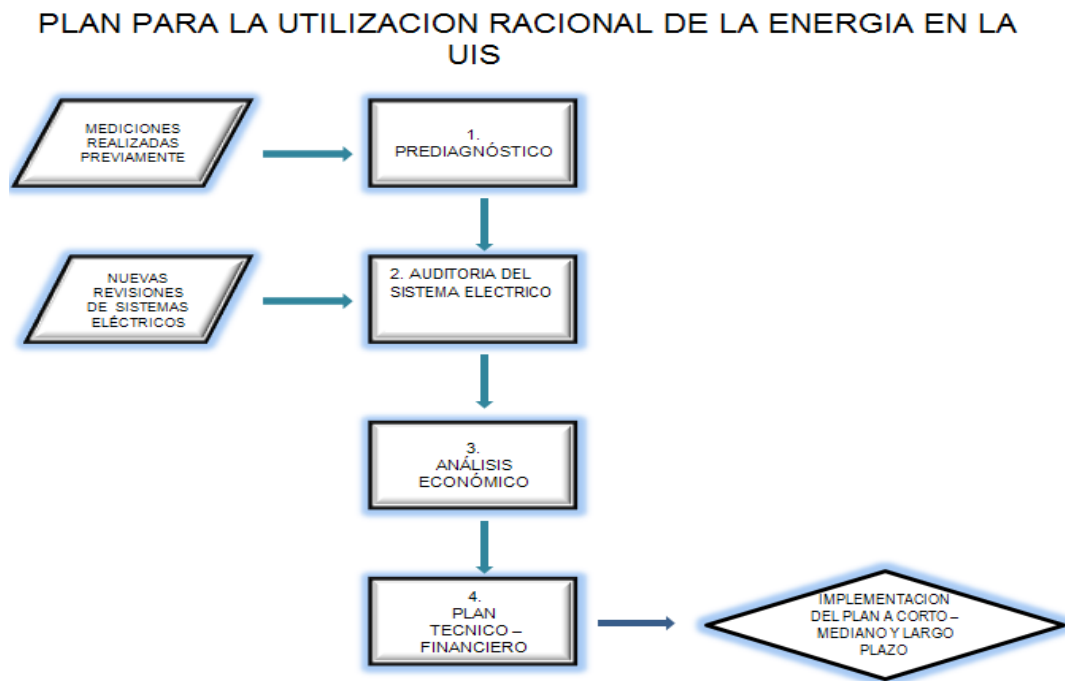 PLAN PARA LA UTILIZACION RACIONAL DE LA ENERGIA EN LA
UIS
MEDICIONES
REALIZADAS
PREVIAMENTE
1.
PREDIAGNÓSTICO
NUEVAS
REVISIONES
DE SISTEMAS
ELÉCTRICOS
2. AUDITORIA DEL
SISTEMA ELECTRICO
3.
ANÁLISIS
ECONÓMICO
4.
PLAN
TECNICO –
FINANCIERO
IMPLEMENTACION
DEL PLAN A CORTO –
MEDIANO Y LARGO
PLAZO